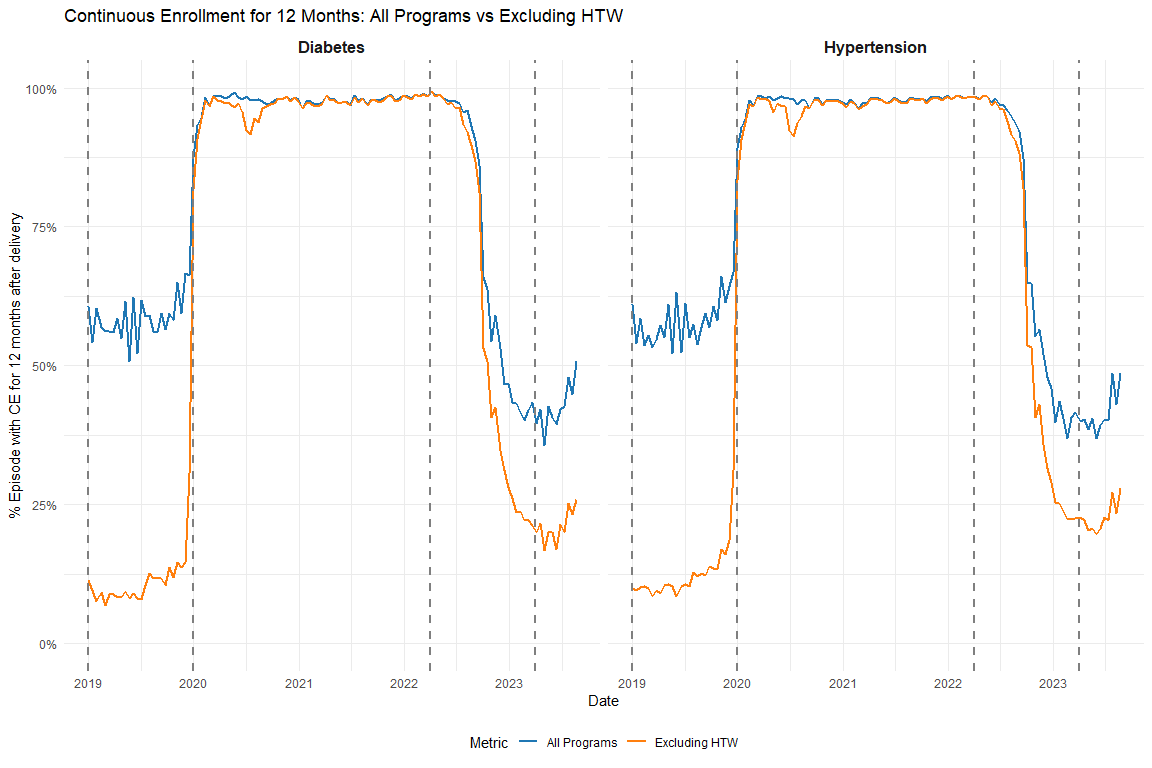 Continuous Enrollment for 12 Months: All Programs vs Excluding HTW
Diabetes
Hypertension
% Episode with CE for 12 months after delivery
100%
75%
50%
25%
0%
2019 2020 2021 2022 2023
2019 2020 2021 2022 2023
Date
Metric All Programs Excluding HTW